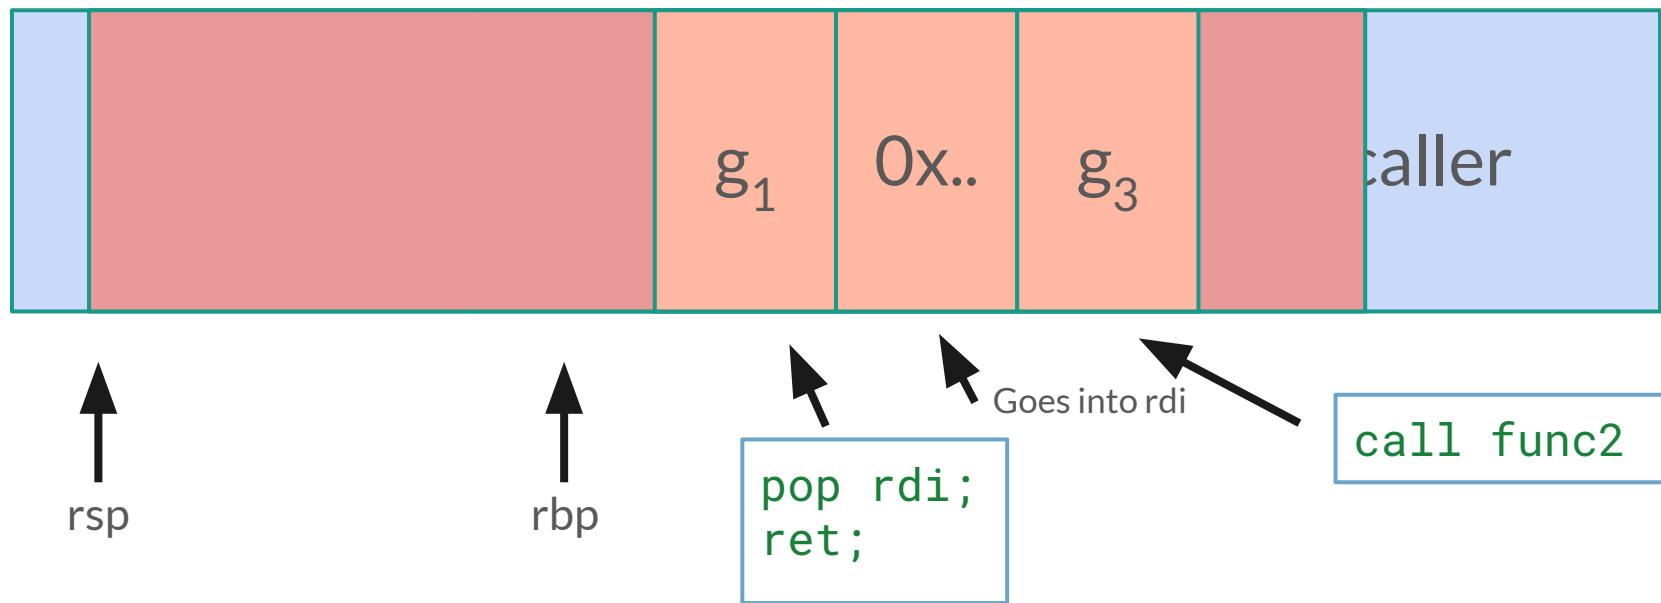 g1
0x..
g3
caller
Goes into rdi
call func2
rsp
rbp
pop rdi;
ret;